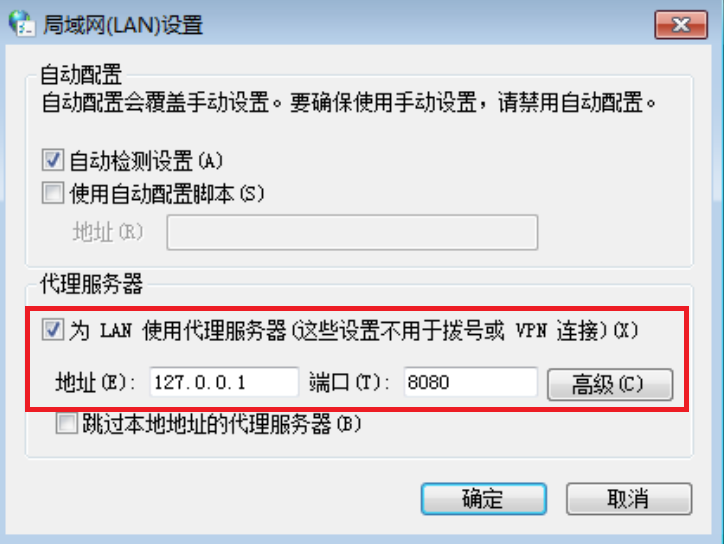 局域网(LAN)设置
自动配置
自动配置会覆盖手动设置。要确保使用手动设置，请禁用自动配置。
自动检测设置(A)
使用自动配置脚本(S)
地址(R)
代理服务器
为 LAN 使用代理服务器(这些设置不用于拨号或 VPN 连接)(X)
地址(E): 127.0.0.1 端口(T): 8080 高级(C)
跳过本地地址的代理服务器(B)
确定 取消